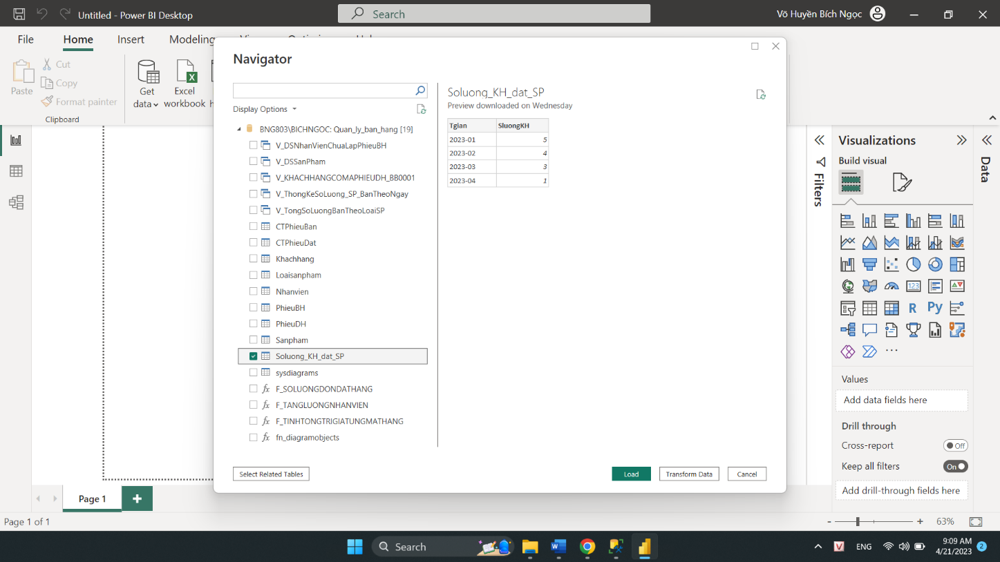 Untitled - Power BI Desktop
Search
Võ Huyền Bích Ngọc
File
Home
Insert
Modeling
Paste
Cut
Copy
Format painter
Clipboard
Get data
Excel workbook
Navigator
Display Options
BNG803\BICHNGOC: Quan_ly_ban_hang [19]
V_DSNhanVienChuaLapPhieuBH
V_DSSanPham
V_KHACHHANGCOMAPHIEUDH_BB0001
V_ThongKeSoLuong_SP_BanTheoNgay
V_TongSoLuongBanTheoLoaiSP
CTPhieuBan
CTPhieuDat
Khachhang
Loaisanpham
Nhanvien
PhieuBH
PhieuDH
Sanpham
Soluong_KH_dat_SP
sysdiagrams
fx F_SOLUONGDONDATHANG
fx F_TANGLUONGNHANVIEN
fx F_TINHTONGTRIGIATUNGMATHANG
fx fn_diagramobjects
Select Related Tables
Soluong_KH_dat_SP
Preview downloaded on Wednesday
Tgian SluongKH
2023-01 5
2023-02 4
2023-03 3
2023-04 1
Load
Transform Data
Cancel
Filters
Visualizations
Build visual
123
R
Py
Values
Add data fields here
Drill through
Cross-report
Off
Keep all filters
On
Add drill-through fields here
Data
Page 1
Page 1 of 1
63%
Search
ENG
9:09 AM
4/21/2023
2